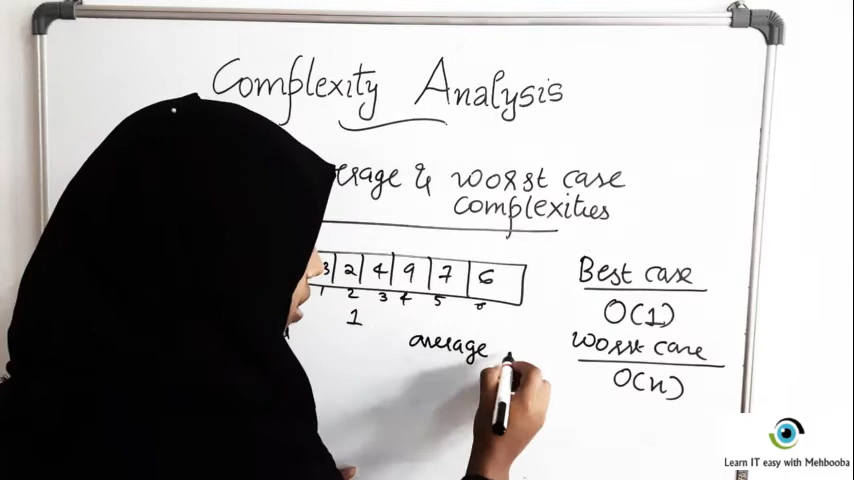 Complexity Analysis
erage & worst case
complexities
3 2 4 9 7 6
1 2 3 4 5 6
1
average
Best case
O(1)
worst case
O(n)
Learn IT easy with Mehbooba